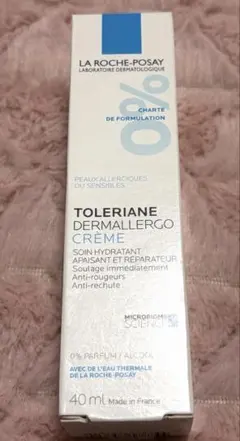 LA ROCHE-POSAY
LABORATOIRE DERMATOLOGIQUE
0%
CHARTE
DE FORMULATION
PEAUX ALLERGIQUES
OU SENSIBLES
TOLERIANE
DERMALLERGO
CRÈME
SOIN HYDRATANT
APAISANT ET RÉPARATEUR
Soulage immédiatement
Anti-rougeurs
Anti-rechute
SCIENCE
0% PARFUM / ALCOOL
AVEC DE L'EAU THERMALE
DE LA ROCHE-POSAY
40 mL Made in France